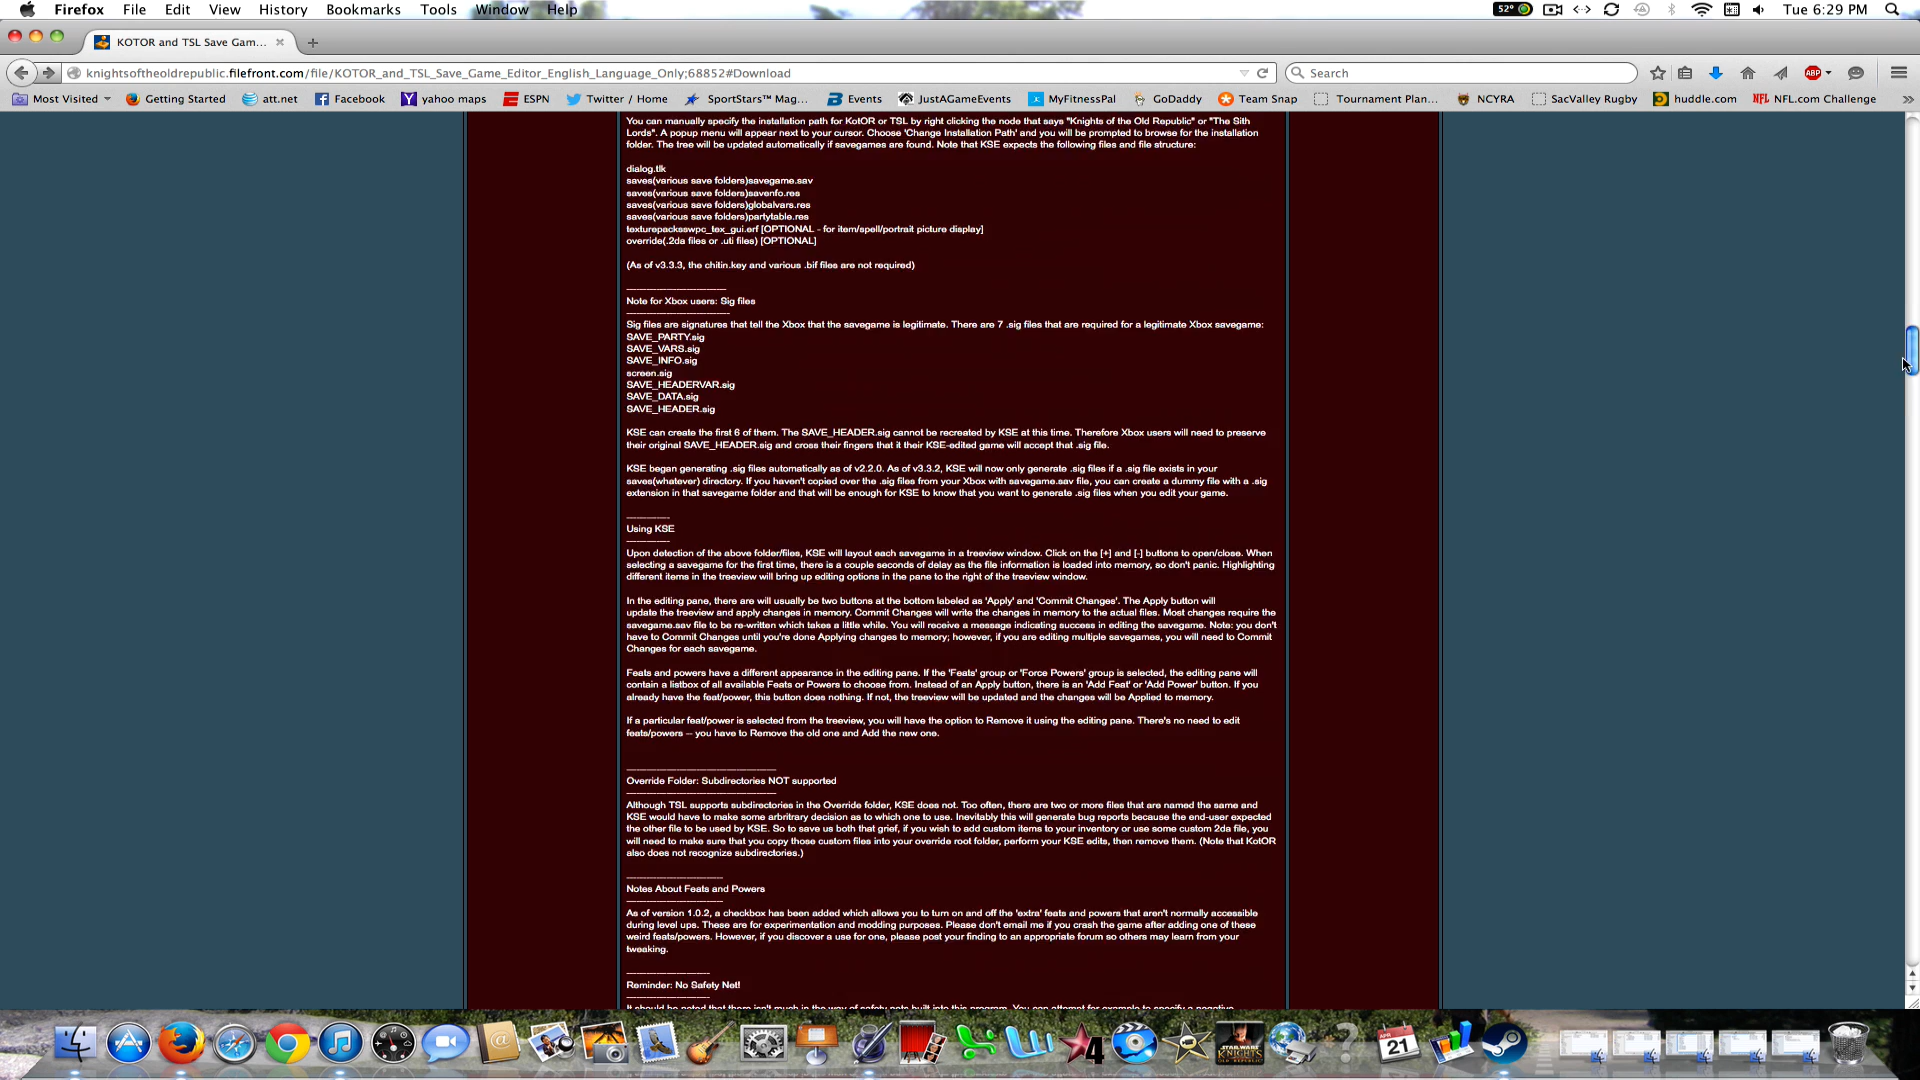 Firefox File Edit View History Bookmarks Tools Window Help 52° Tue 6:29 PM
KOTOR and TSL Save Gam...
knightsoftheoldrepublic.filefront.com/file/KOTOR_and_TSL_Save_Game_Editor_English_Language_Only;68852#Download Search ABP
Most Visited Getting Started att.net Facebook yahoo maps ESPN Twitter / Home SportStars™ Mag... Events JustAGameEvents MyFitnessPal GoDaddy Team Snap Tournament Plan... NCYRA SacValley Rugby huddle.com NFL.com Challenge
You can manually specify the installation path for KotOR or TSL by right clicking the node that says "Knights of the Old Republic" or "The Sith
Lords". A popup menu will appear next to your cursor. Choose 'Change Installation Path' and you will be prompted to browse for the installation
folder. The tree will be updated automatically if savegames are found. Note that KSE expects the following files and file structure:
dialog.tlk
saves(various save folders)savegame.sav
saves(various save folders)savenfo.res
saves(various save folders)globalvars.res
saves(various save folders)partytable.res
texturepackswpc_tex_gui.erf [OPTIONAL - for item/spell/portrait picture display]
override(.2da files or .uti files) [OPTIONAL]
(As of v3.3.3, the chitin.key and various .bif files are not required)
Note for Xbox users: Sig files
Sig files are signatures that tell the Xbox that the savegame is legitimate. There are 7 .sig files that are required for a legitimate Xbox savegame:
SAVE_PARTY.sig
SAVE_VARS.sig
SAVE_INFO.sig
screen.sig
SAVE_HEADERVAR.sig
SAVE_DATA.sig
SAVE_HEADER.sig
KSE can create the first 6 of them. The SAVE_HEADER.sig cannot be recreated by KSE at this time. Therefore Xbox users will need to preserve
their original SAVE_HEADER.sig and cross their fingers that it their KSE-edited game will accept that .sig file.
KSE began generating .sig files automatically as of v2.2.0. As of v3.3.2, KSE will now only generate .sig files if a .sig file exists in your
saves(whatever) directory. If you haven't copied over the .sig files from your Xbox with savegame.sav file, you can create a dummy file with a .sig
extension in that savegame folder and that will be enough for KSE to know that you want to generate .sig files when you edit your game.
Using KSE
Upon detection of the above folder/files, KSE will layout each savegame in a treeview window. Click on the [+] and [-] buttons to open/close. When
selecting a savegame for the first time, there is a couple seconds of delay as the file information is loaded into memory, so don't panic. Highlighting
different items in the treeview will bring up editing options in the pane to the right of the treeview window.
In the editing pane, there are will usually be two buttons at the bottom labeled as 'Apply' and 'Commit Changes'. The Apply button will
update the treeview and apply changes in memory. Commit Changes will write the changes in memory to the actual files. Most changes require the
savegame.sav file to be re-written which takes a little while. You will receive a message indicating success in editing the savegame. Note: you don't
have to Commit Changes until you're done Applying changes to memory; however, if you are editing multiple savegames, you will need to Commit
Changes for each savegame.
Feats and powers have a different appearance in the editing pane. If the 'Feats' group or 'Force Powers' group is selected, the editing pane will
contain a listbox of all available Feats or Powers to choose from. Instead of an Apply button, there is an 'Add Feat' or 'Add Power' button. If you
already have the feat/power, this button does nothing. If not, the treeview will be updated and the changes will be Applied to memory.
If a particular feat/power is selected from the treeview, you will have the option to Remove it using the editing pane. There's no need to edit
feats/powers -- you have to Remove the old one and Add the new one.
Override Folder: Subdirectories NOT supported
Although TSL supports subdirectories in the Override folder, KSE does not. Too often, there are two or more files that are named the same and
KSE would have to make some arbritrary decision as to which one to use. Inevitably this will generate bug reports because the end-user expected
the other file to be used by KSE. So to save us both that grief, if you wish to add custom items to your inventory or use some custom 2da file, you
will need to make sure that you copy those custom files into your override root folder, perform your KSE edits, then remove them. (Note that KotOR
also does not recognize subdirectories.)
Notes About Feats and Powers
As of version 1.0.2, a checkbox has been added which allows you to turn on and off the 'extra' feats and powers that aren't normally accessible
during level ups. These are for experimentation and modding purposes. Please don't email me if you crash the game after adding one of these
weird feats/powers. However, if you discover a use for one, please post your finding to an appropriate forum so others may learn from your
tweaking.
Reminder: No Safety Net!
It should be noted that there isn't much in the way of safety nets built into this program. You can attempt for example to specify a negative
4 STAR WARS KNIGHTS APR 21